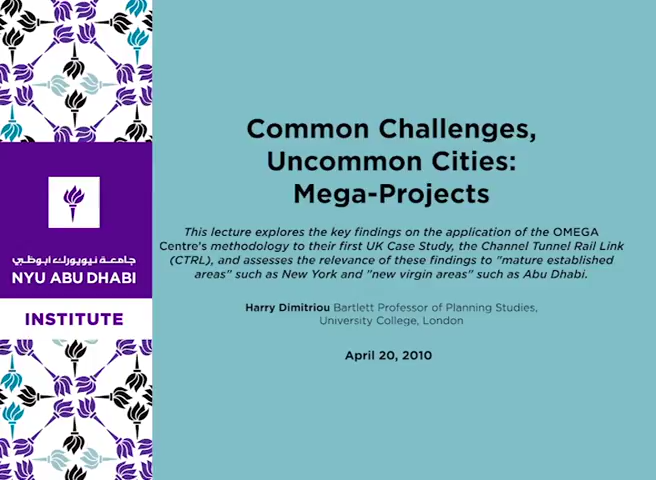 جامعة نيويورك أبوظبي
NYU ABU DHABI
INSTITUTE
Common Challenges,
Uncommon Cities:
Mega-Projects
This lecture explores the key findings on the application of the OMEGA
Centre's methodology to their first UK Case Study, the Channel Tunnel Rail Link
(CTRL), and assesses the relevance of these findings to "mature established
areas" such as New York and "new virgin areas" such as Abu Dhabi.
Harry Dimitriou Bartlett Professor of Planning Studies,
University College, London
April 20, 2010